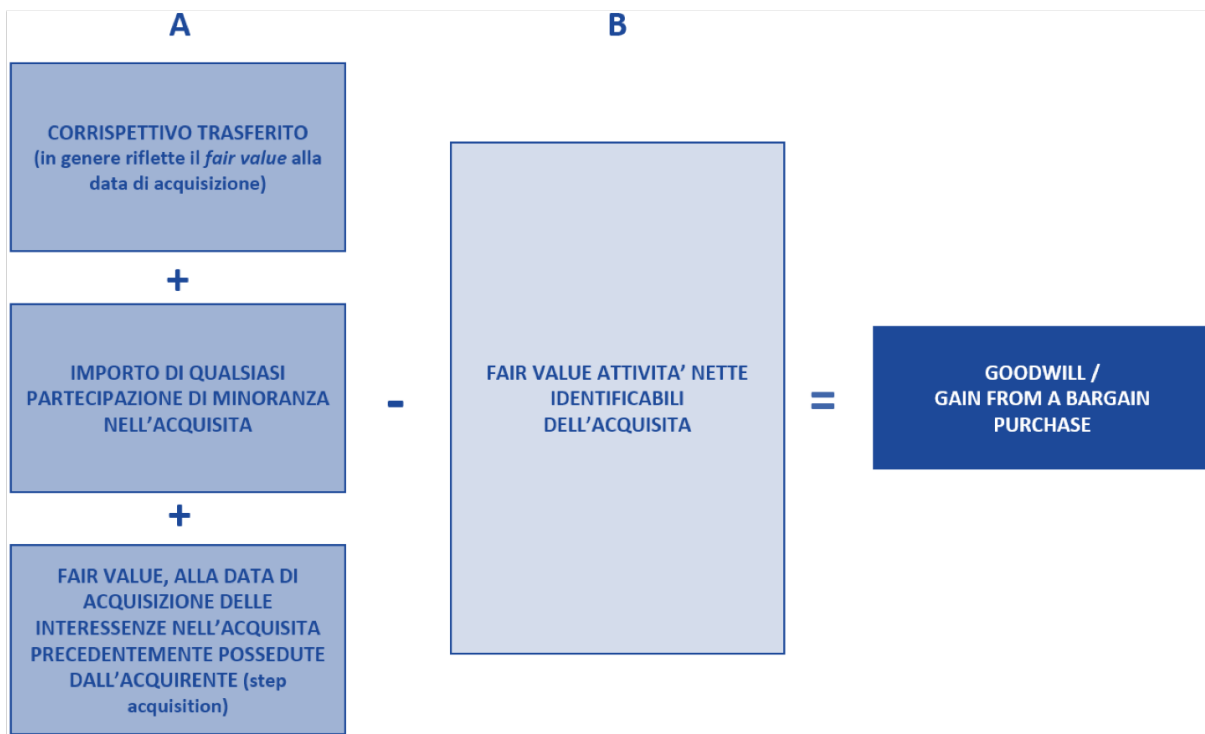 A
B
CORRISPETTIVO TRASFERITO
(in genere riflette il fair value alla
data di acquisizione)
+
IMPORTO DI QUALSIASI
PARTECIPAZIONE DI MINORANZA
NELL’ACQUISITA
+
FAIR VALUE, ALLA DATA DI
ACQUISIZIONE DELLE
INTERESSENZE NELL’ACQUISITA
PRECEDENTEMENTE POSSEDUTE
DALL’ACQUIRENTE (step
acquisition)
-
FAIR VALUE ATTIVITA’ NETTE
IDENTIFICABILI
DELL’ACQUISITA
=
GOODWILL /
GAIN FROM A BARGAIN
PURCHASE